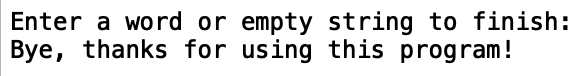 Enter a word or empty string to finish:
Bye, thanks for using this program!